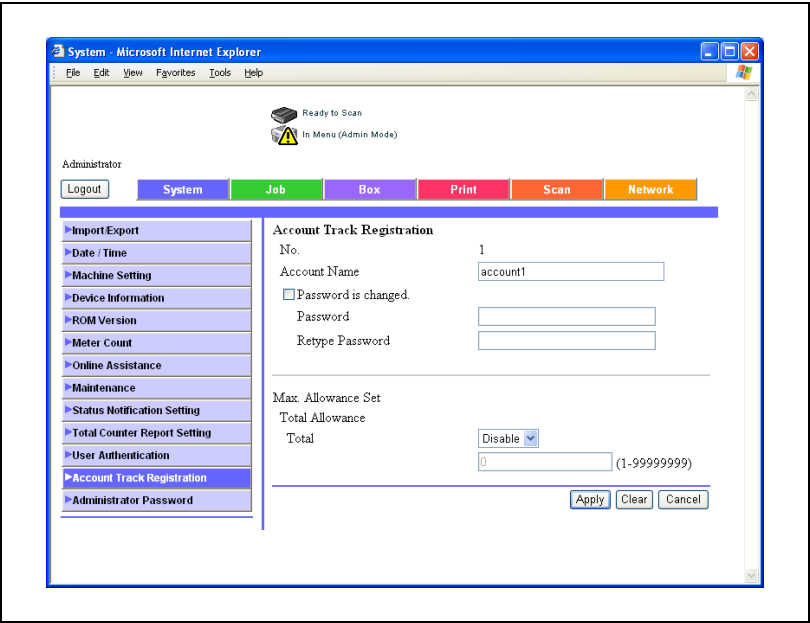 System - Microsoft Internet Explorer
File Edit View Favorites Tools Help
Ready to Scan
In Menu (Admin Mode)
Administrator
Logout System Job Box Print Scan Network
Import/Export
Date / Time
Machine Setting
Device Information
ROM Version
Meter Count
Online Assistance
Maintenance
Status Notification Setting
Total Counter Report Setting
User Authentication
Account Track Registration
Administrator Password
Account Track Registration
No. 1
Account Name account1
Password is changed.
Password
Retype Password
Max. Allowance Set
Total Allowance
Total Disable
0 (1-99999999)
Apply Clear Cancel